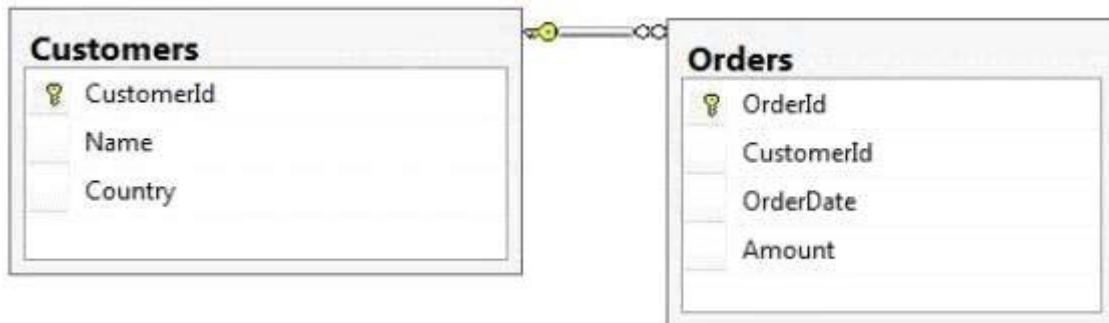 Customers
CustomerId
Name
Country
Orders
OrderId
CustomerId
OrderDate
Amount